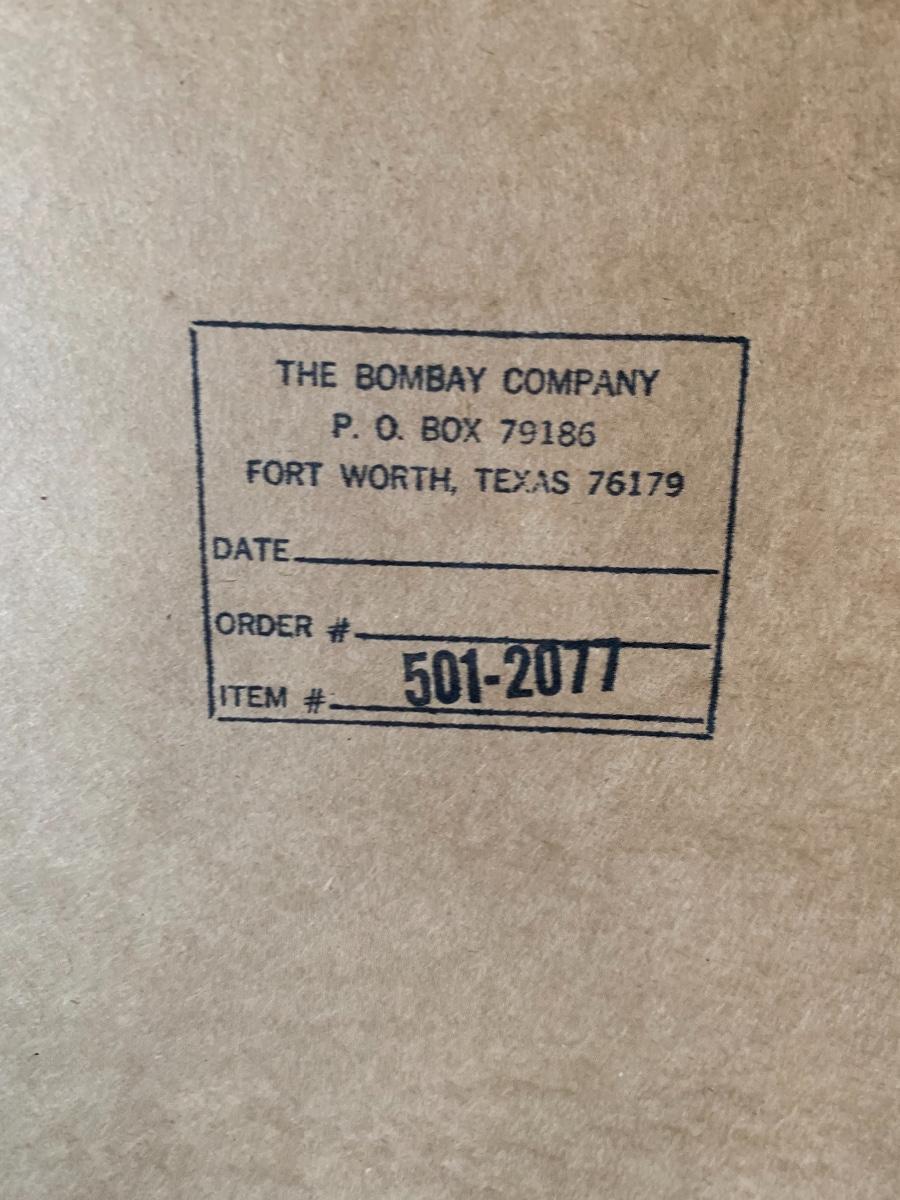 THE BOMBAY COMPANY
P. O. BOX 79186
FORT WORTH, TEXAS 76179
DATE
ORDER #
ITEM # 501-2077